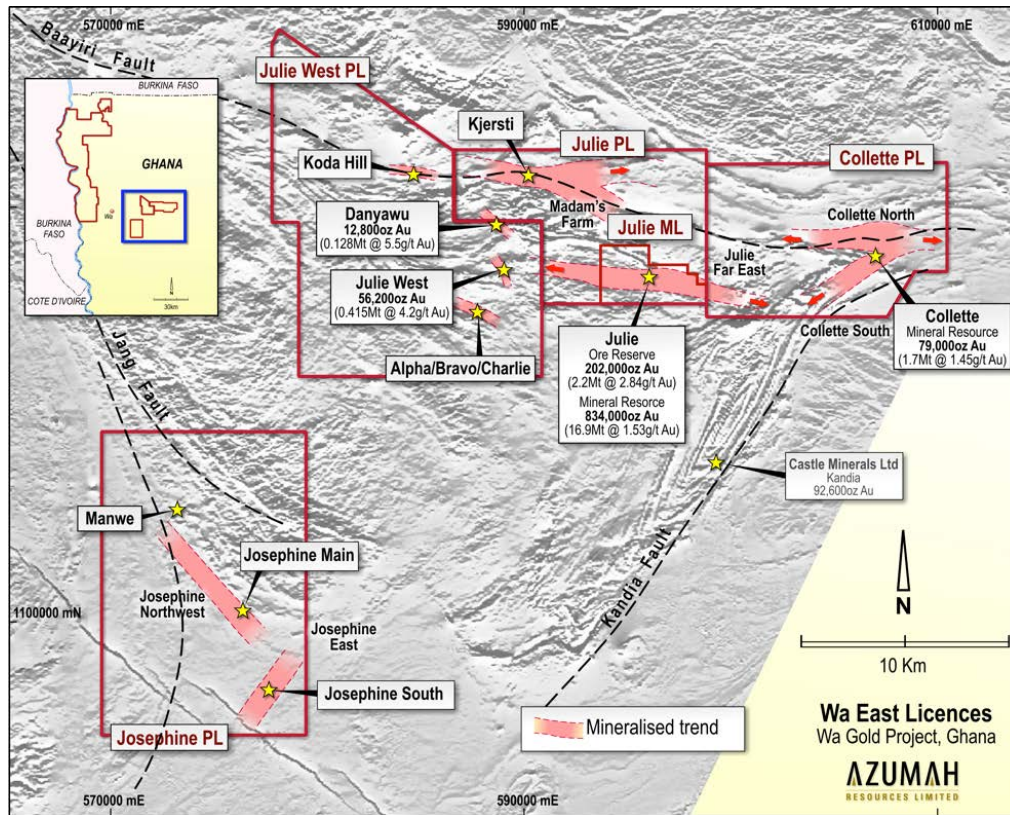 570000 mE
590000 mE
610000 mE
Baayiri Fault
Julie West PL
BURKINA FASO
GHANA
Wa
BURKINA FASO
COTE D'IVOIRE
N
30km
Kjersti
Julie PL
Koda Hill
Collette PL
Danyawu
12,800oz Au
(0.128Mt @ 5.5g/t Au)
Madam's
Farm
Julie ML
Collette North
Julie
Far East
Julie West
56,200oz Au
(0.415Mt @ 4.2g/t Au)
Collette South
Alpha/Bravo/Charlie
Julie
Ore Reserve
202,000oz Au
(2.2Mt @ 2.84g/t Au)
Mineral Resorce
834,000oz Au
(16.9Mt @ 1.53g/t Au)
Collette
Mineral Resource
79,000oz Au
(1.7Mt @ 1.45g/t Au)
Jang Fault
Castle Minerals Ltd
Kandia
92,600oz Au
Manwe
Josephine Main
Josephine
Northwest
Kandia Fault
1100000 mN
Josephine
East
N
10 Km
Josephine South
Josephine PL
Mineralised trend
Wa East Licences
Wa Gold Project, Ghana
AZUMAH
RESOURCES LIMITED
570000 mE
590000 mE